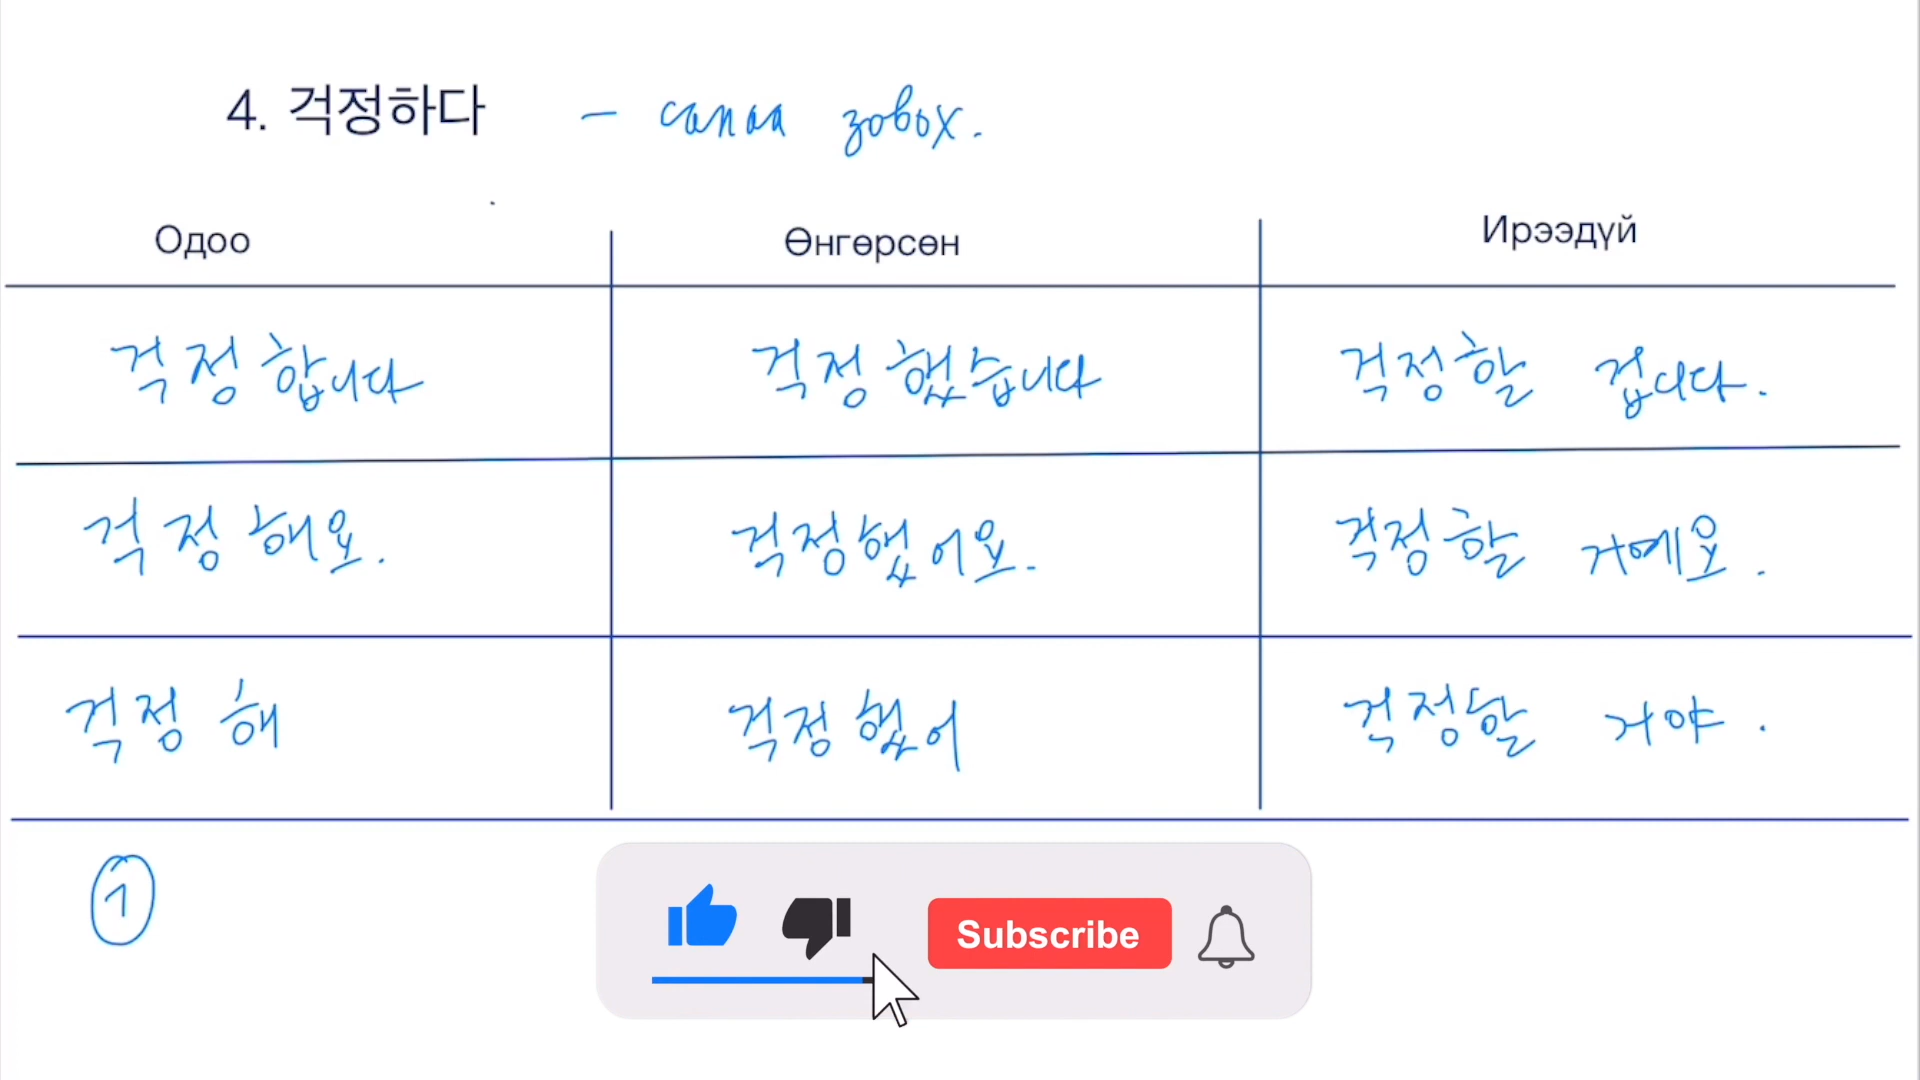 4. 걱정하다 – санаа зовох.
Одоо Өнгөрсөн Ирээдүй
걱정합니다 걱정했습니다 걱정할 겁니다.
걱정해요. 걱정했어요. 걱정할 거예요.
걱정해 걱정했어 걱정할 거야.
1
Subscribe